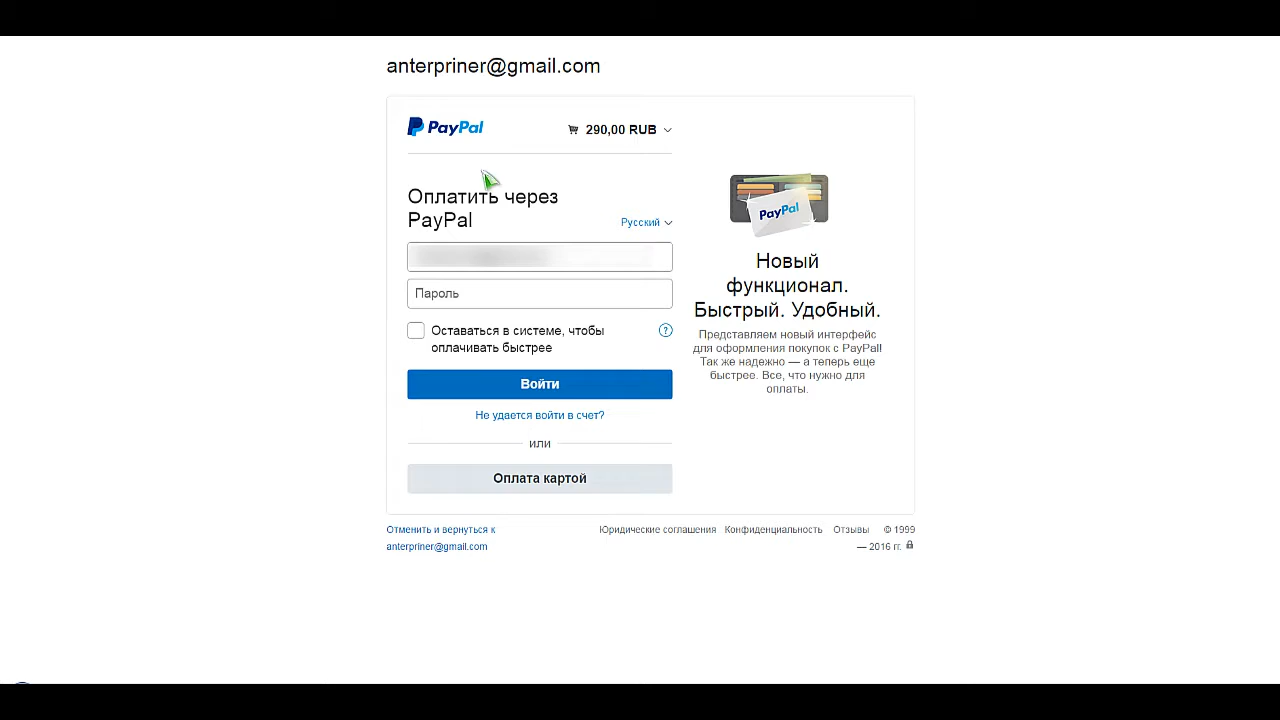 anterpriner@gmail.com
PayPal
290,00 RUB
Оплатить через
PayPal
Русский
Пароль
Оставаться в системе, чтобы
оплачивать быстрее
?
Войти
Не удается войти в счет?
или
Оплата картой
PayPal
Новый
функционал.
Быстрый. Удобный.
Представляем новый интерфейс
для оформления покупок с PayPal!
Так же надежно — а теперь еще
быстрее. Все, что нужно для
оплаты.
Отменить и вернуться к
anterpriner@gmail.com
Юридические соглашения Конфиденциальность Отзывы © 1999
— 2016 гг.